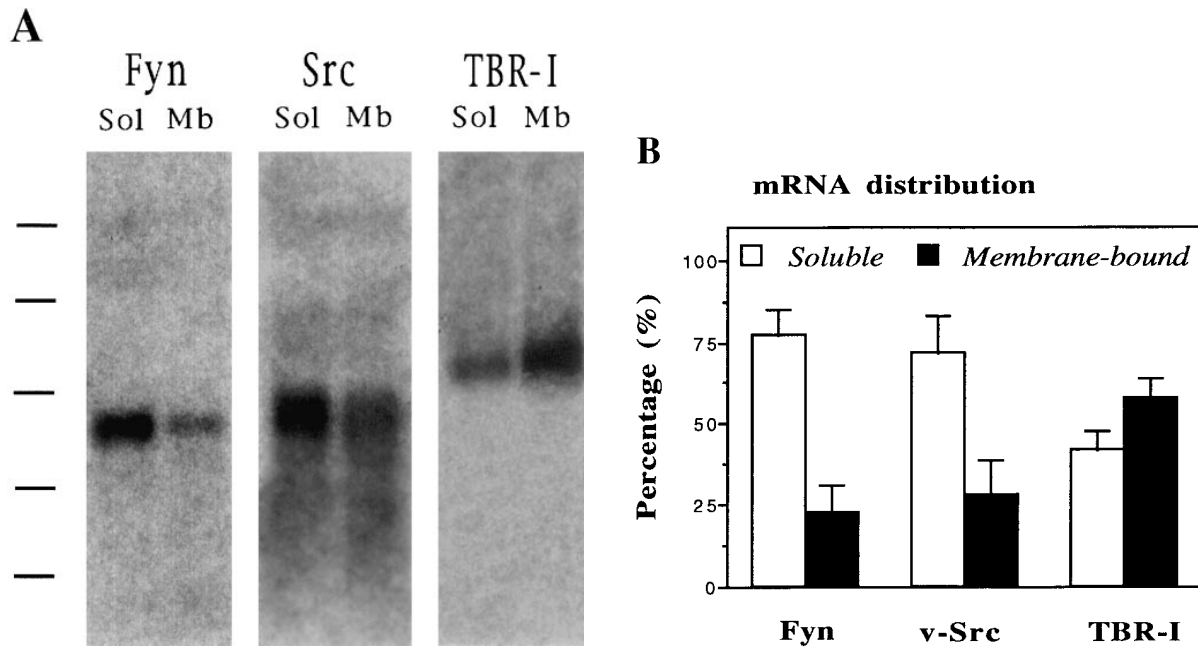 A
Fyn Src TBR-I
Sol Mb Sol Mb Sol Mb
B
mRNA distribution
Soluble Membrane-bound
Percentage (%)
100
75
50
25
0
Fyn v-Src TBR-I